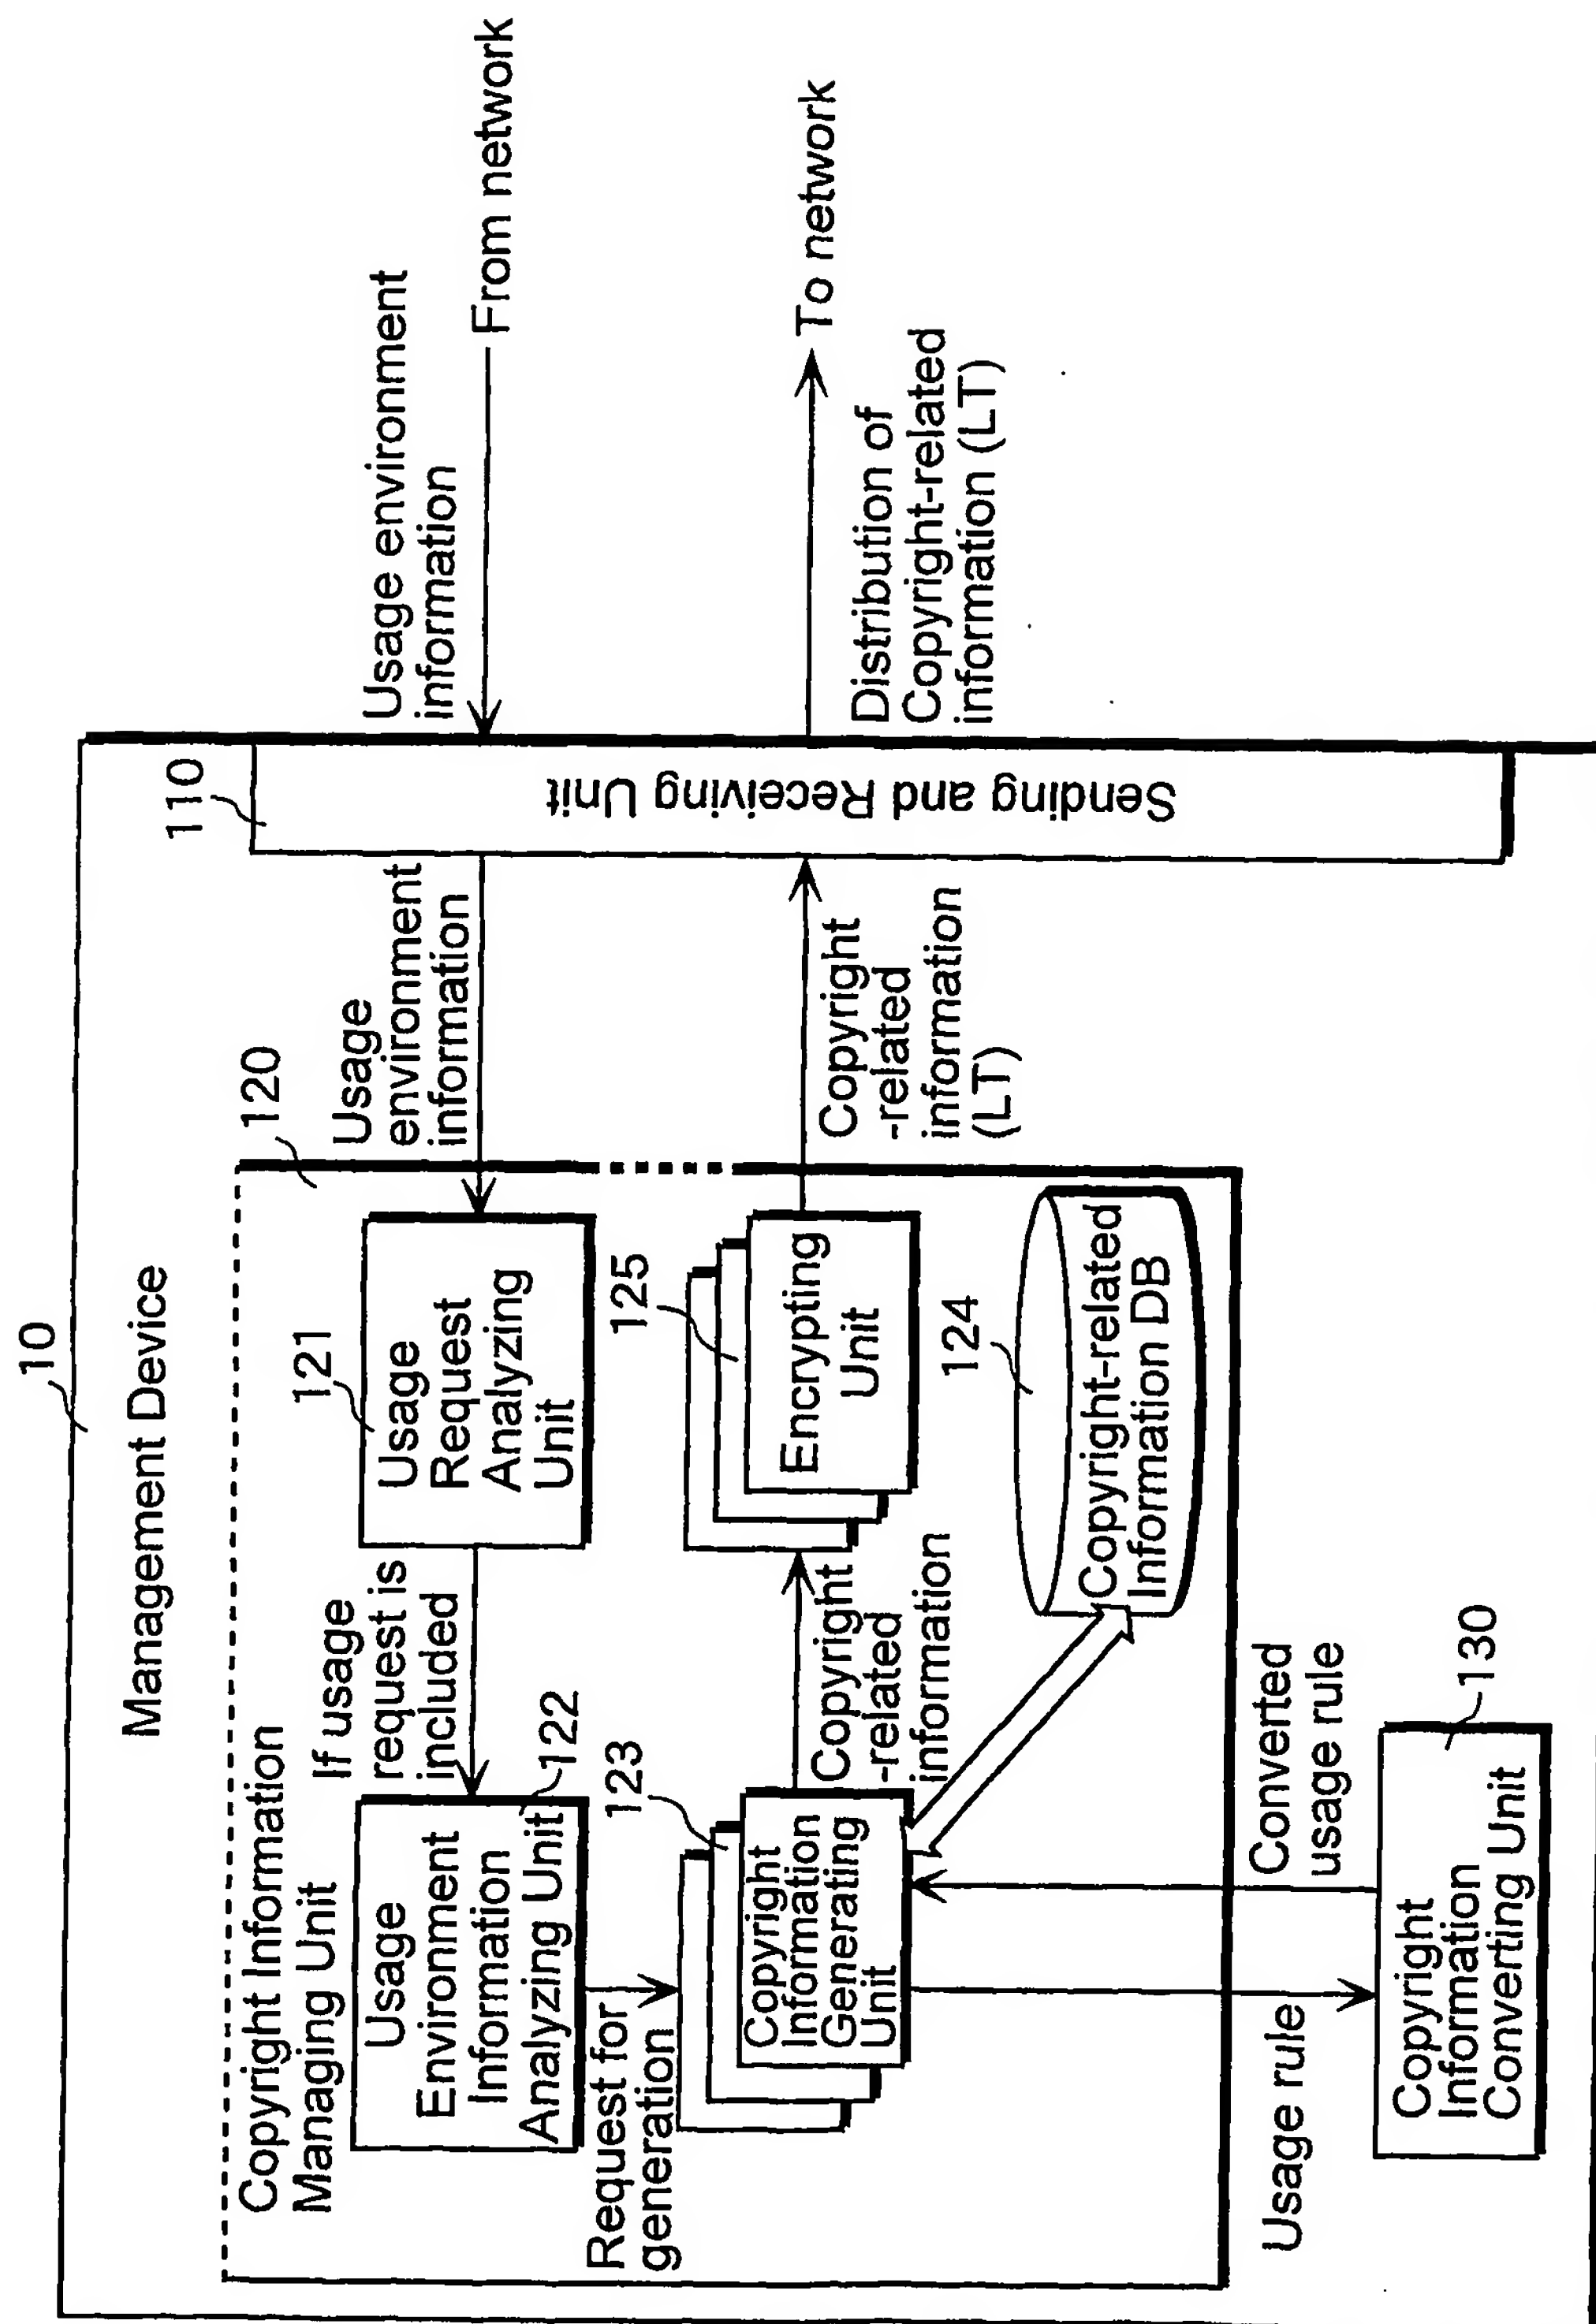 10
Management Device
120
110
Copyright Information
Managing Unit
If usage
request is
included
121
Usage
Request
Analyzing
Unit
Usage
environment
information
Usage environment
information
From network
Usage
Environment
Information
Analyzing Unit
122
Request for
generation
123
Copyright
Information
Generating
Unit
Copyright
-related
information
125
Encrypting
Unit
Copyright
-related
information
(LT)
Sending and Receiving Unit
To network
Distribution of
Copyright-related
information (LT)
124
Copyright-related
Information DB
Usage rule
Converted
usage rule
Copyright
Information
Converting Unit
130